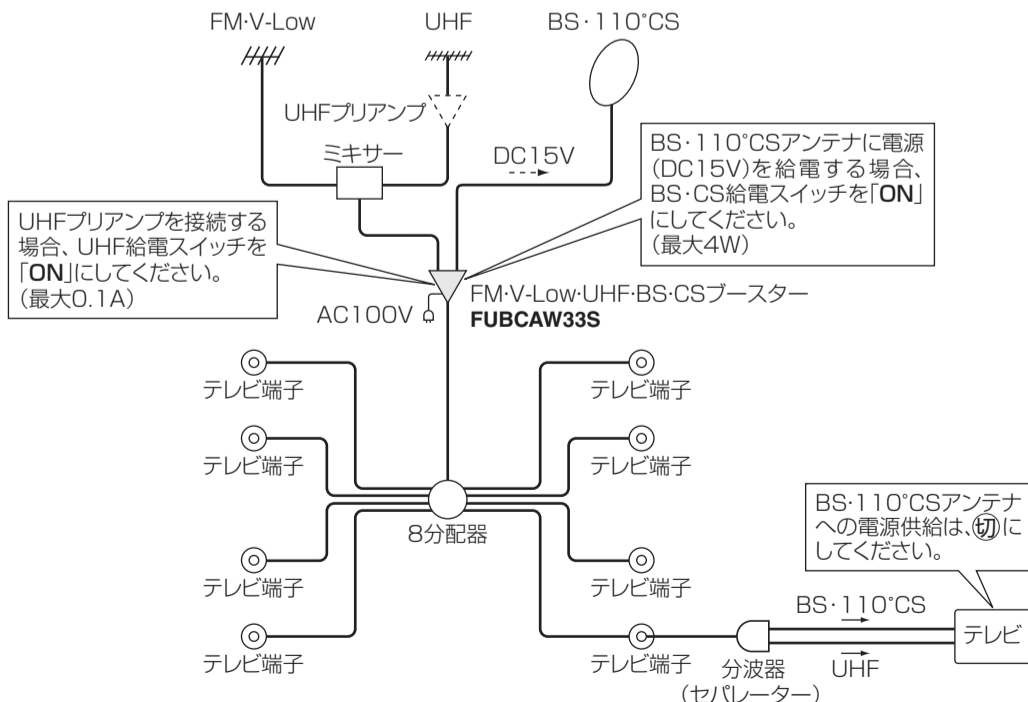 FM·V-Low
UHF
BS·110°CS
UHFプリアンプ
ミキサー
DC15V
BS·110°CSアンテナに電源
(DC15V)を給電する場合、
BS·CS給電スイッチを「ON」
にしてください。
(最大4W)
UHFプリアンプを接続する
場合、UHF給電スイッチを
「ON」にしてください。
(最大0.1A)
AC100V
FM·V-Low·UHF·BS·CSブースター
FUBCAW33S
テレビ端子
テレビ端子
テレビ端子
テレビ端子
8分配器
テレビ端子
テレビ端子
テレビ端子
テレビ端子
BS·110°CSアンテナ
への電源供給は、㊛に
してください。
BS·110°CS
UHF
テレビ
分波器
(セパレーター)